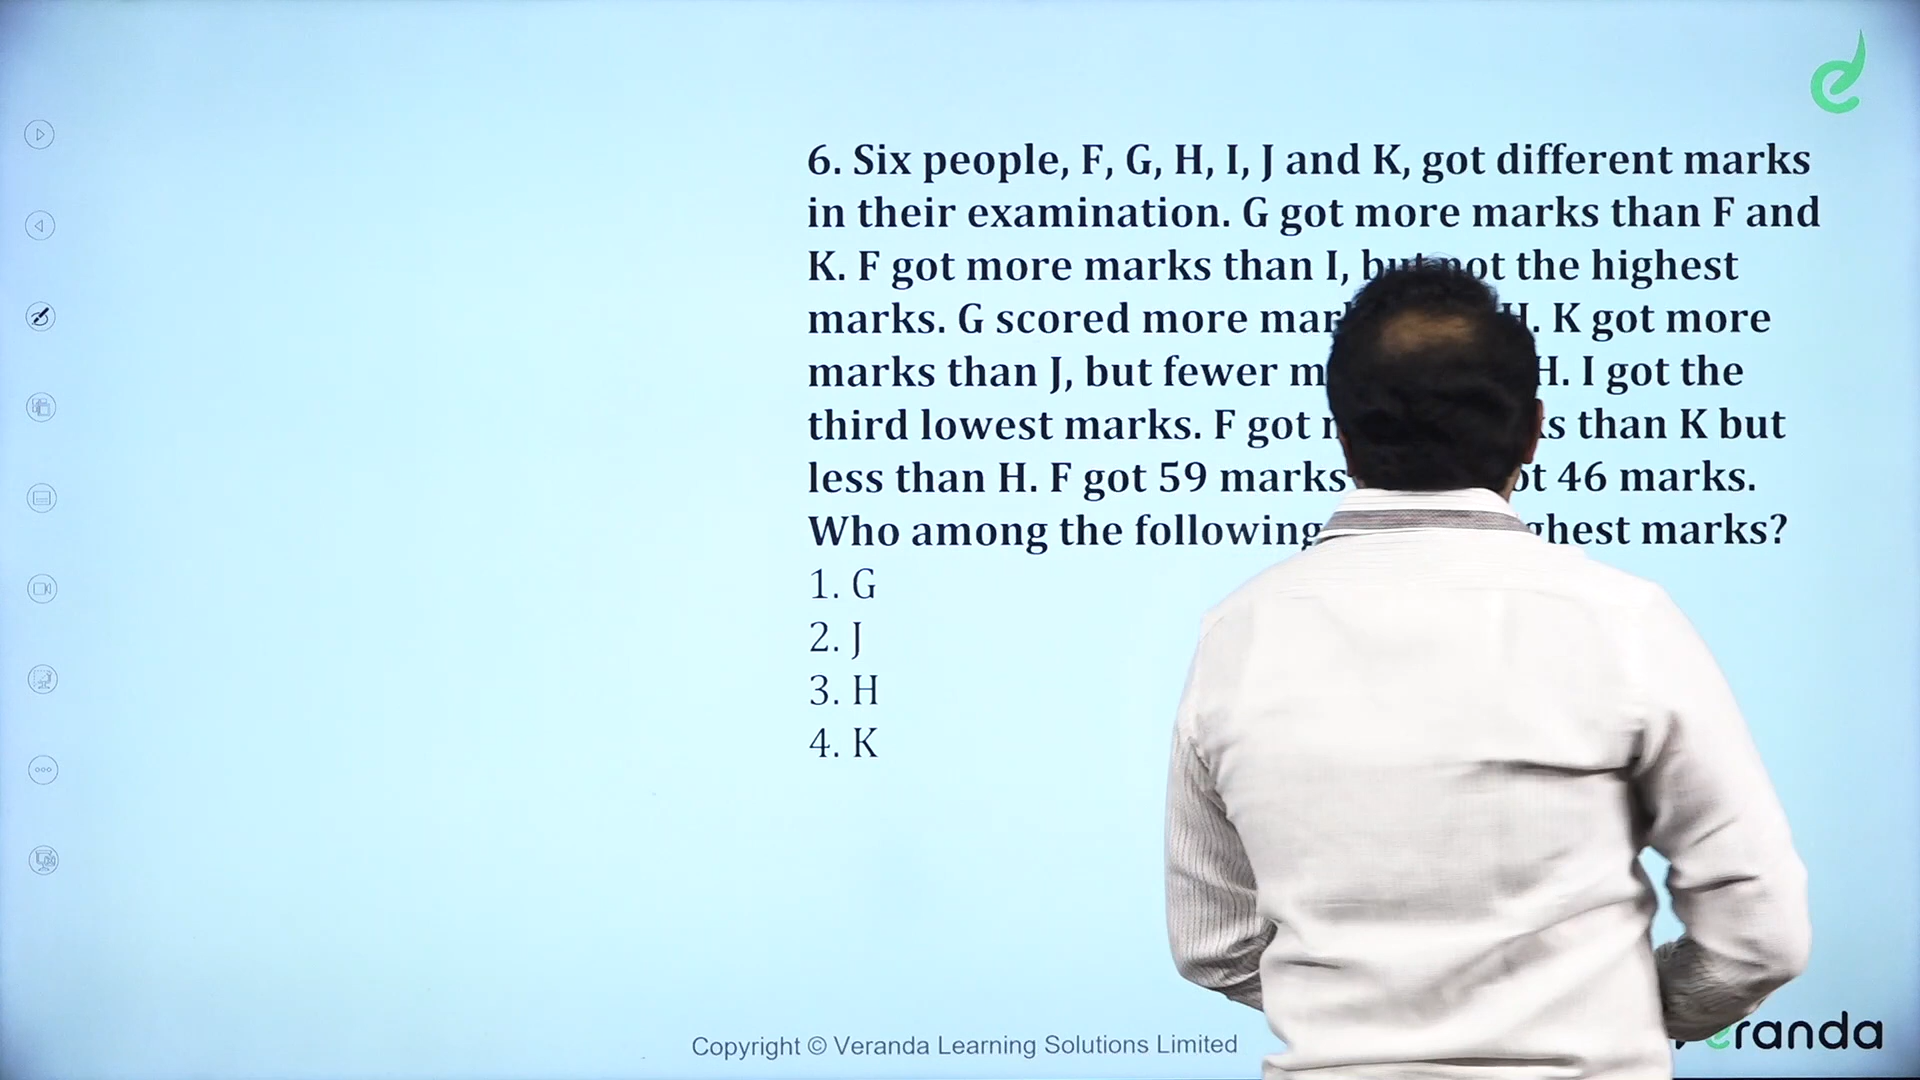 6. Six people, F, G, H, I, J and K, got different marks
in their examination. G got more marks than F and
K. F got more marks than I, but not the highest
marks. G scored more H. K got more
marks than J, but fewer H. I got the
third lowest marks. F got than K but
less than H. F got 59 marks 46 marks.
Who among the following marks?
1. G
2. J
3. H
4. K
Copyright © Veranda Learning Solutions Limited
veranda